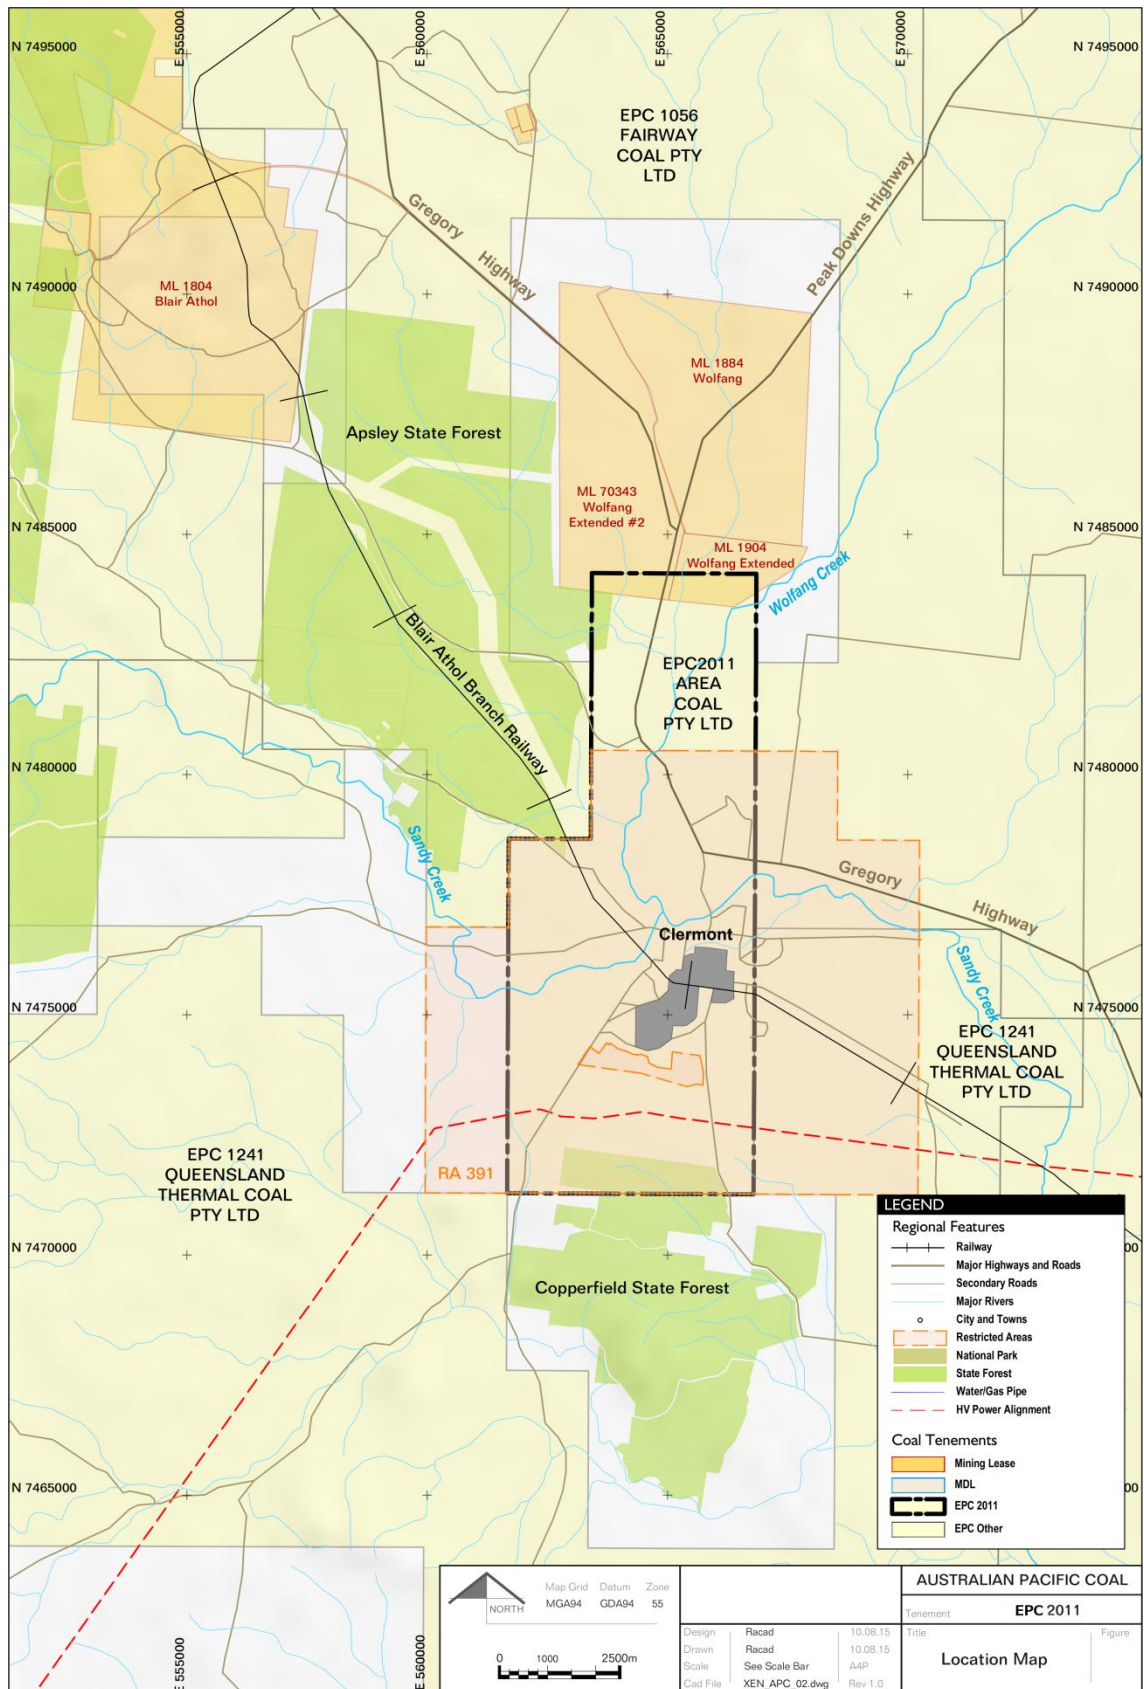 E 555000
E 560000
E 565000
E 570000
N 7495000
N 7495000
EPC 1056
FAIRWAY
COAL PTY
LTD
Gregory
Highway
Peak Downs Highway
N 7490000
N 7490000
ML 1804
Blair Athol
ML 1884
Wolfang
Apsley State Forest
ML 70343
Wolfang
Extended #2
N 7485000
N 7485000
ML 1904
Wolfang Extended
Wolfang Creek
Blair Athol Branch Railway
EPC2011
AREA
COAL
PTY LTD
N 7480000
N 7480000
Sandy Creek
Gregory
Highway
Clermont
Sandy Creek
N 7475000
N 7475000
EPC 1241
QUEENSLAND
THERMAL COAL
PTY LTD
EPC 1241
QUEENSLAND
THERMAL COAL
PTY LTD
RA 391
N 7470000
00
Copperfield State Forest
N 7465000
00
LEGEND
Regional Features
Railway
Major Highways and Roads
Secondary Roads
Major Rivers
City and Towns
Restricted Areas
National Park
State Forest
Water/Gas Pipe
HV Power Alignment
Coal Tenements
Mining Lease
MDL
EPC 2011
EPC Other
E 555000
E 560000
NORTH
Map Grid Datum Zone
MGA94 GDA94 55
0 1000 2500m
Design Racad 10.08.15
Drawn Racad 10.08.15
Scale See Scale Bar A4P
Cad File XEN_APC_02.dwg Rev 1.0
AUSTRALIAN PACIFIC COAL
Tenement EPC 2011
Title Figure
Location Map